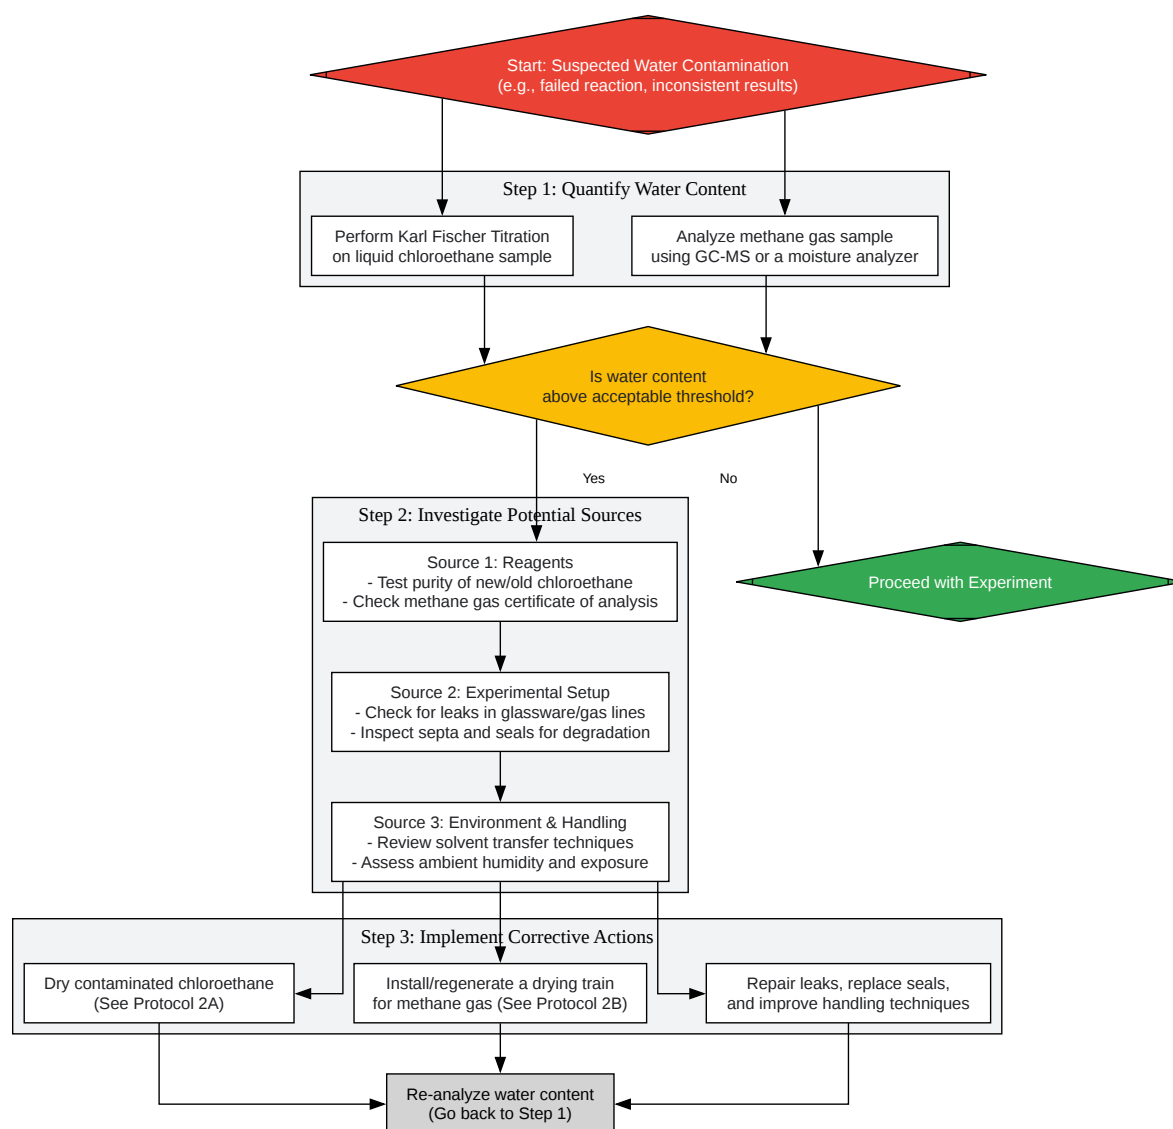 Start: Suspected Water Contamination
(e.g., failed reaction, inconsistent results)
Step 1: Quantify Water Content
Perform Karl Fischer Titration
on liquid chloroethane sample
Analyze methane gas sample
using GC-MS or a moisture analyzer
Is water content
above acceptable threshold?
Yes
No
Step 2: Investigate Potential Sources
Source 1: Reagents
- Test purity of new/old chloroethane
- Check methane gas certificate of analysis
Proceed with Experiment
Source 2: Experimental Setup
- Check for leaks in glassware/gas lines
- Inspect septa and seals for degradation
Source 3: Environment & Handling
- Review solvent transfer techniques
- Assess ambient humidity and exposure
Step 3: Implement Corrective Actions
Dry contaminated chloroethane
(See Protocol 2A)
Install/regenerate a drying train
for methane gas (See Protocol 2B)
Repair leaks, replace seals,
and improve handling techniques
Re-analyze water content
(Go back to Step 1)